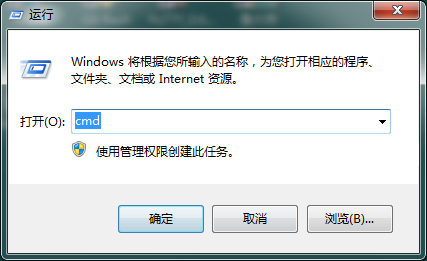 运行
Windows 将根据您所输入的名称，为您打开相应的程序、
文件夹、文档或 Internet 资源。
打开(O): cmd
使用管理权限创建此任务。
确定 取消 浏览(B)...